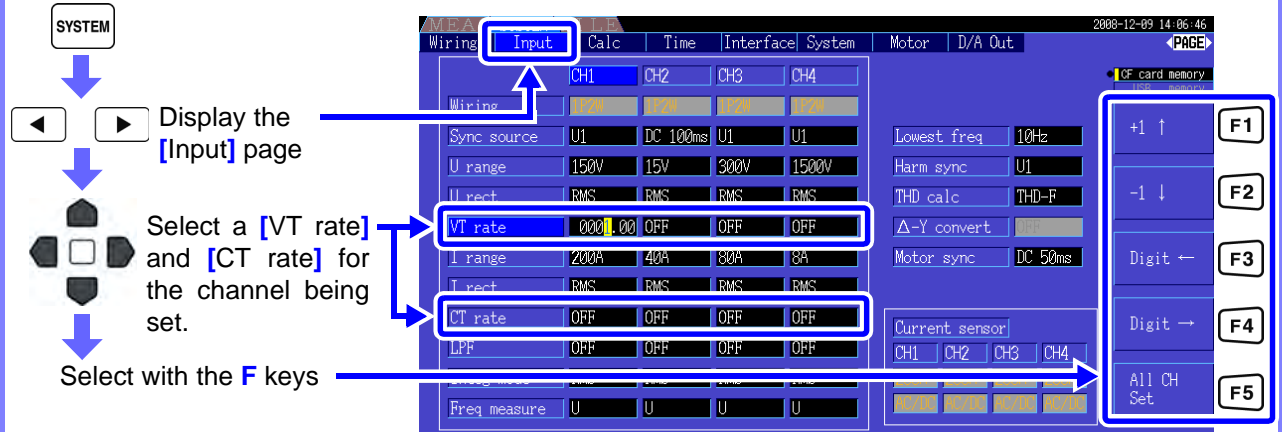 SYSTEM
Display the
[Input] page
Select a [VT rate]
and [CT rate] for
the channel being
set.
Select with the F keys
2008-12-09 14:06:46
Wiring Input Calc Time Interface System Motor D/A Out PAGE
CH1 CH2 CH3 CH4
CF card memory
USB memory
Wiring 1P2W 1P2W 1P2W 1P2W
Sync source U1 DC 100ms U1 U1
Lowest freq 10Hz
U range 150V 15V 300V 1500V
Harm sync U1
U rect RMS RMS RMS RMS
THD calc THD-F
VT rate 0001.00 OFF OFF OFF
Δ-Y convert OFF
I range 200A 40A 80A 8A
Motor sync DC 50ms
I rect RMS RMS RMS RMS
CT rate OFF OFF OFF OFF
Current sensor
LPF OFF OFF OFF OFF
CH1 CH2 CH3 CH4
AC/DC AC/DC AC/DC AC/DC
Freq measure U U U U
+1 ↑ F1
-1 ↓ F2
Digit ← F3
Digit → F4
All CH
Set F5